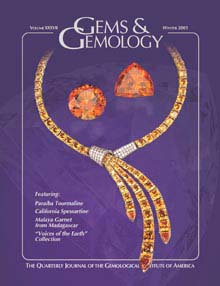 VOLUME XXXVII
GEMS &
GEMOLOGY
WINTER 2001
Featuring:
Paraíba Tourmaline
California Spessartine
Malaya Garnet
from Madagascar
"Voices of the Earth"
Collection
THE QUARTERLY JOURNAL OF THE GEMOLOGICAL INSTITUTE OF AMERICA